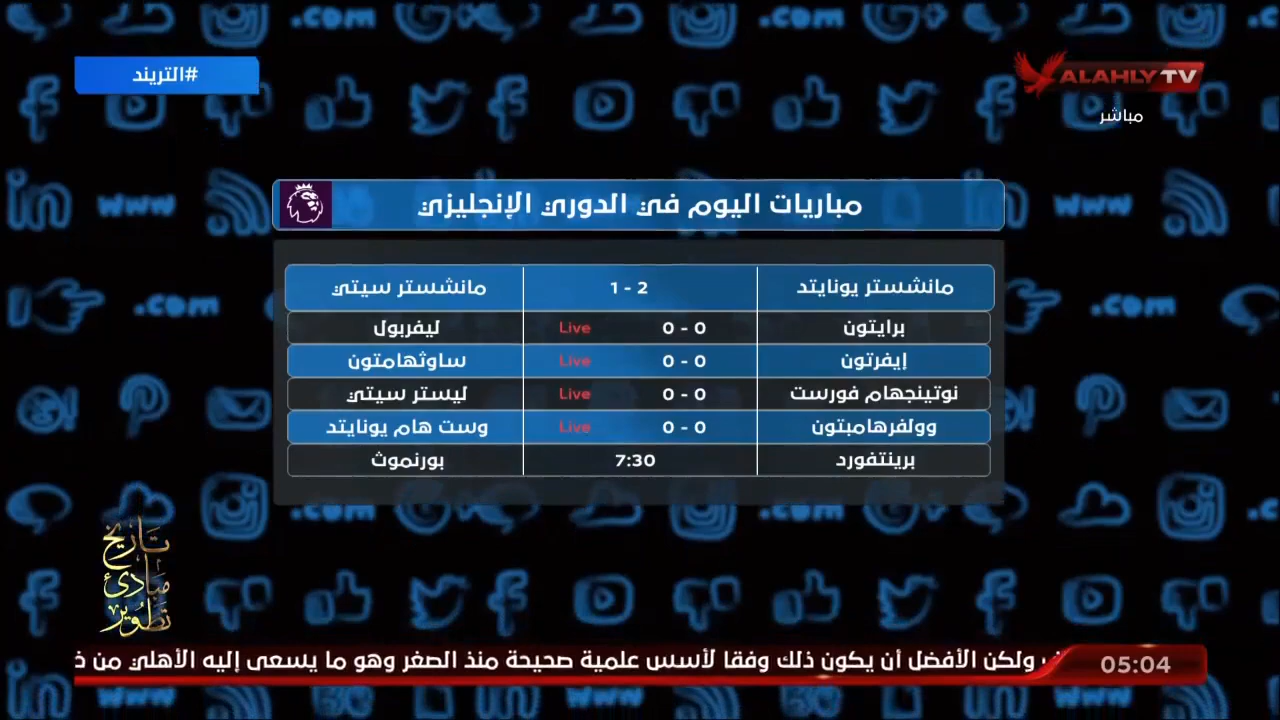 #التريند
ALAHLY TV
مباشر
مباريات اليوم في الدوري الإنجليزي
مانشستر يونايتد 2 - 1 مانشستر سيتي
برايتون 0 - 0 Live ليفربول
إيفرتون 0 - 0 Live ساوثهامتون
نوتينجهام فورست 0 - 0 Live ليستر سيتي
وولفرهامبتون 0 - 0 Live وست هام يونايتد
برينتفورد 7:30 بورنموث
تاريخ
مبادئ
تطوير
05:04
ولكن الأفضل أن يكون ذلك وفقا لأسس علمية صحيحة منذ الصغر وهو ما يسعى إليه الأهلي من